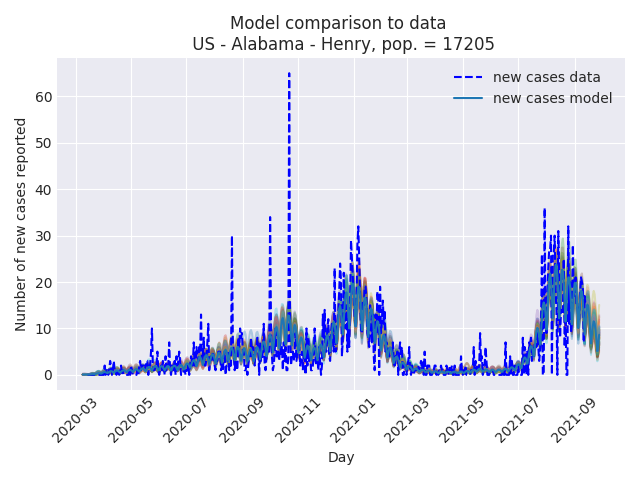 Model comparison to data
US - Alabama - Henry, pop. = 17205
new cases data
new cases model
Number of new cases reported
60
50
40
30
20
10
0
2020-03
2020-05
2020-07
2020-09
2020-11
2021-01
2021-03
2021-05
2021-07
2021-09
Day